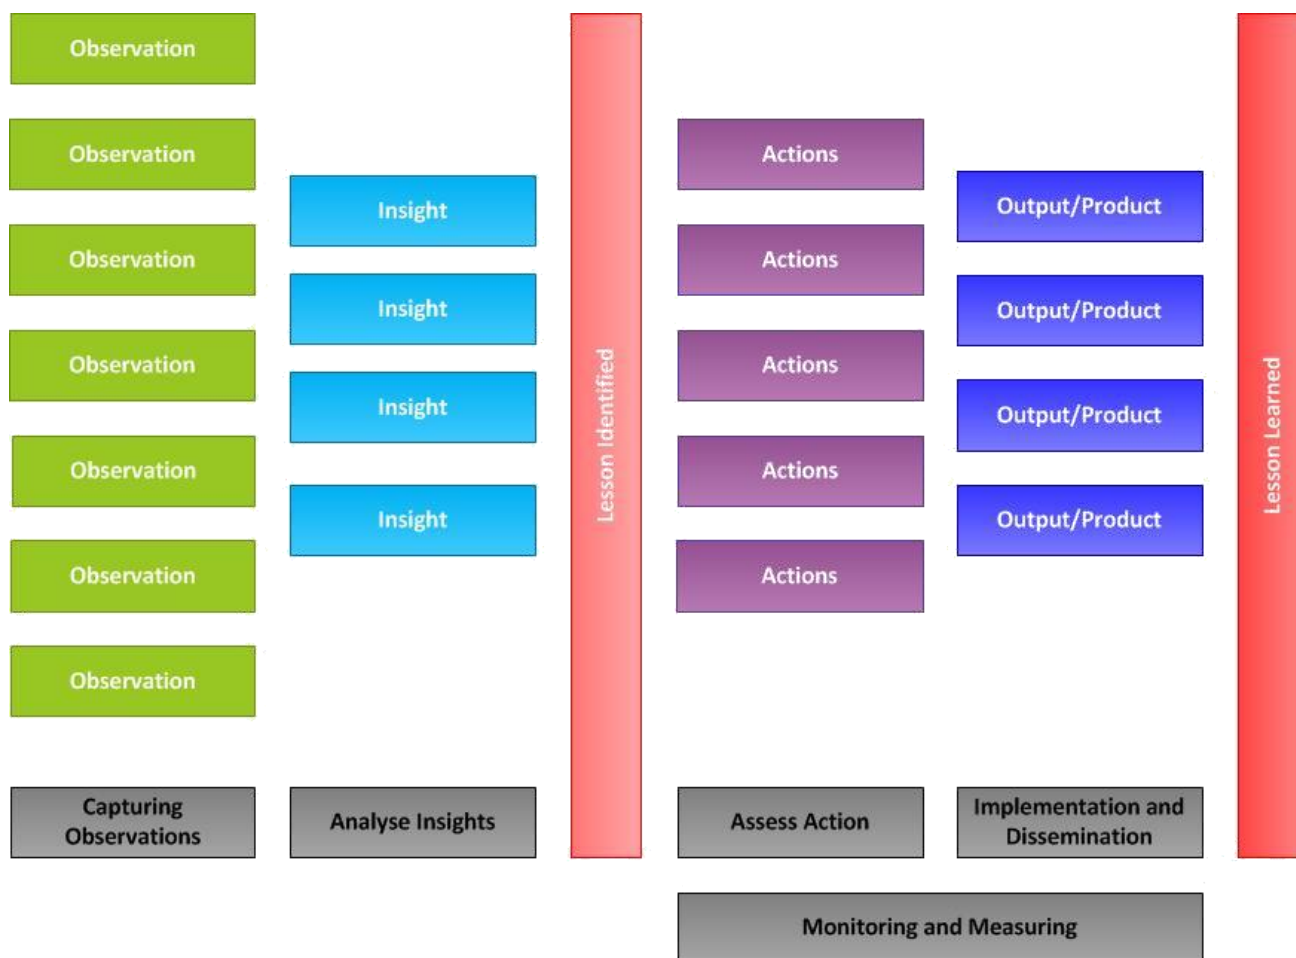 Observation
Observation
Observation
Observation
Observation
Observation
Observation
Insight
Insight
Insight
Insight
Lesson Identified
Actions
Actions
Actions
Actions
Actions
Output/Product
Output/Product
Output/Product
Output/Product
Lesson Learned
Capturing
Observations
Analyse Insights
Assess Action
Implementation and
Dissemination
Monitoring and Measuring